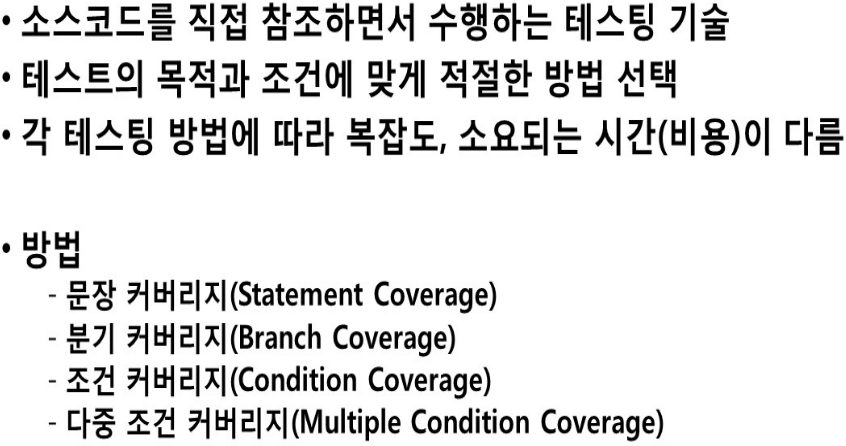 • 소스코드를 직접 참조하면서 수행하는 테스팅 기술
• 테스트의 목적과 조건에 맞게 적절한 방법 선택
• 각 테스팅 방법에 따라 복잡도, 소요되는 시간(비용)이 다름
• 방법
- 문장 커버리지(Statement Coverage)
- 분기 커버리지(Branch Coverage)
- 조건 커버리지(Condition Coverage)
- 다중 조건 커버리지(Multiple Condition Coverage)